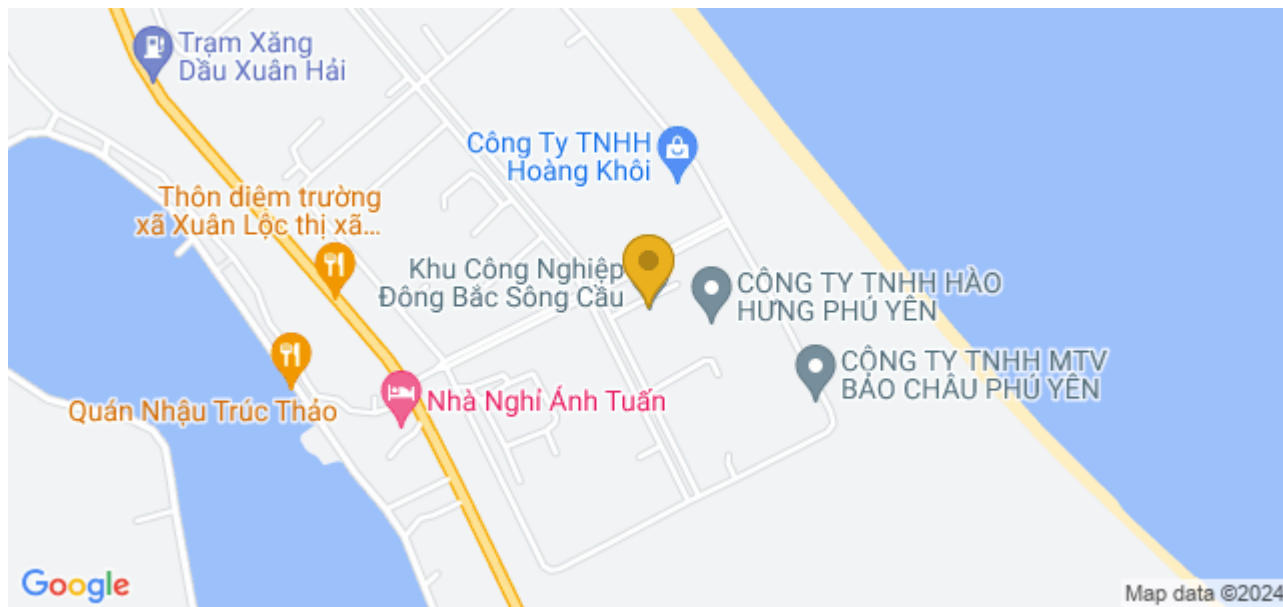 Trạm Xăng
Dầu Xuân Hải
Công Ty TNHH
Hoàng Khôi
Thôn diêm trường
xã Xuân Lộc thị xã...
Khu Công Nghiệp
Đông Bắc Sông Cầu
CÔNG TY TNHH HÀO
HƯNG PHÚ YÊN
CÔNG TY TNHH MTV
BẢO CHÂU PHÚ YÊN
Quán Nhậu Trúc Thảo
Nhà Nghỉ Ánh Tuấn
Google
Map data ©2024